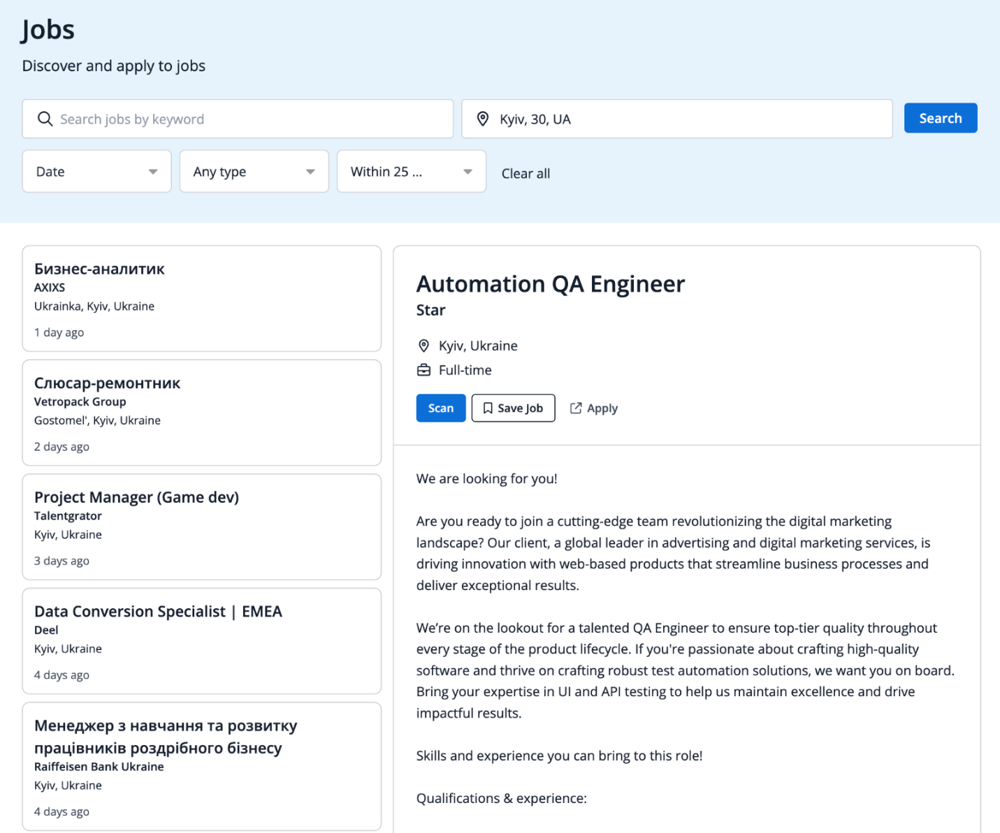 Jobs
Discover and apply to jobs
Search jobs by keyword
Kyiv, 30, UA
Search
Date
Any type
Within 25 ...
Clear all
Бизнес-аналитик
AXIXS
Ukrainka, Kyiv, Ukraine
1 day ago
Слюсар-ремонтник
Vetropack Group
Gostomel', Kyiv, Ukraine
2 days ago
Project Manager (Game dev)
Talentgrator
Kyiv, Ukraine
3 days ago
Data Conversion Specialist | EMEA
Deel
Kyiv, Ukraine
4 days ago
Менеджер з навчання та розвитку
працівників роздрібного бізнесу
Raiffeisen Bank Ukraine
Kyiv, Ukraine
4 days ago
Automation QA Engineer
Star
Kyiv, Ukraine
Full-time
Scan
Save Job
Apply
We are looking for you!
Are you ready to join a cutting-edge team revolutionizing the digital marketing
landscape? Our client, a global leader in advertising and digital marketing services, is
driving innovation with web-based products that streamline business processes and
deliver exceptional results.
We’re on the lookout for a talented QA Engineer to ensure top-tier quality throughout
every stage of the product lifecycle. If you're passionate about crafting high-quality
software and thrive on crafting robust test automation solutions, we want you on board.
Bring your expertise in UI and API testing to help us maintain excellence and drive
impactful results.
Skills and experience you can bring to this role!
Qualifications & experience: